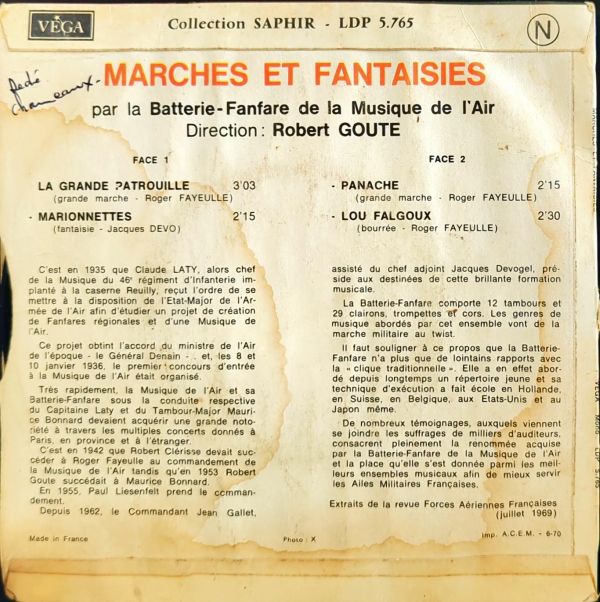 VÉGA
Collection SAPHIR - LDP 5.765
N
MARCHES ET FANTAISIES
par la Batterie-Fanfare de la Musique de l'Air
Direction : Robert GOUTE
FACE 1
LA GRANDE PATROUILLE 3'03
(grande marche - Roger FAYEULLE)
- MARIONNETTES 2'15
(fantaisie - Jacques DEVO)
FACE 2
- PANACHE 2'15
(grande marche - Roger FAYEULLE)
- LOU FALGOUX 2'30
(bourrée - Roger FAYEULLE)
C'est en 1935 que Claude LATY, alors chef
de la Musique du 46e régiment d'Infanterie im-
planté à la caserne Reuilly, reçut l'ordre de se
mettre à la disposition de l'Etat-Major de l'Ar-
mée de l'Air afin d'étudier un projet de création
de Fanfares régionales et d'une Musique de
l'Air.
Ce projet obtint l'accord du ministre de l'Air
de l'époque - le Général Denain - . et, les 8 et
10 janvier 1936, le premier concours d'entrée
à la Musique de l'Air était organisé.
Très rapidement, la Musique de l'Air et sa
Batterie-Fanfare sous la conduite respective
du Capitaine Laty et du Tambour-Major Mauri-
ce Bonnard devaient acquérir une grande noto-
riété à travers les multiples concerts donnés à
Paris, en province et à l'étranger.
C'est en 1942 que Robert Clérisse devait suc-
céder à Roger Fayeulle au commandement de
la Musique de l'Air tandis qu'en 1953 Robert
Goute succédait à Maurice Bonnard.
En 1955, Paul Liesenfelt prend le comman-
dement.
Depuis 1962, le Commandant Jean Gallet,
assisté du chef adjoint Jacques Devogel, pré-
side aux destinées de cette brillante formation
musicale.
La Batterie-Fanfare comporte 12 tambours et
29 clairons, trompettes et cors. Les genres de
musique abordés par cet ensemble vont de la
marche militaire au twist.
Il faut souligner à ce propos que la Batterie-
Fanfare n'a plus que de lointains rapports avec
la « clique traditionnelle ». Elle a en effet abor-
dé depuis longtemps un répertoire jeune et sa
technique d'exécution a fait école en Hollande,
en Suisse, en Belgique, aux Etats-Unis et au
Japon même.
De nombreux témoignages, auxquels viennent
se joindre les suffrages de milliers d'auditeurs,
consacrent pleinement la renommée acquise
par la Batterie-Fanfare de la Musique de l'Air
et la place qu'elle s'est donnée parmi les meil-
leurs ensembles musicaux afin de mieux servir
les Ailes Militaires Françaises.
Extraits de la revue Forces Aériennes Françaises
(juillet 1969)
Made in France
Photo : X
Imp. A.C.E.M. - 6-70